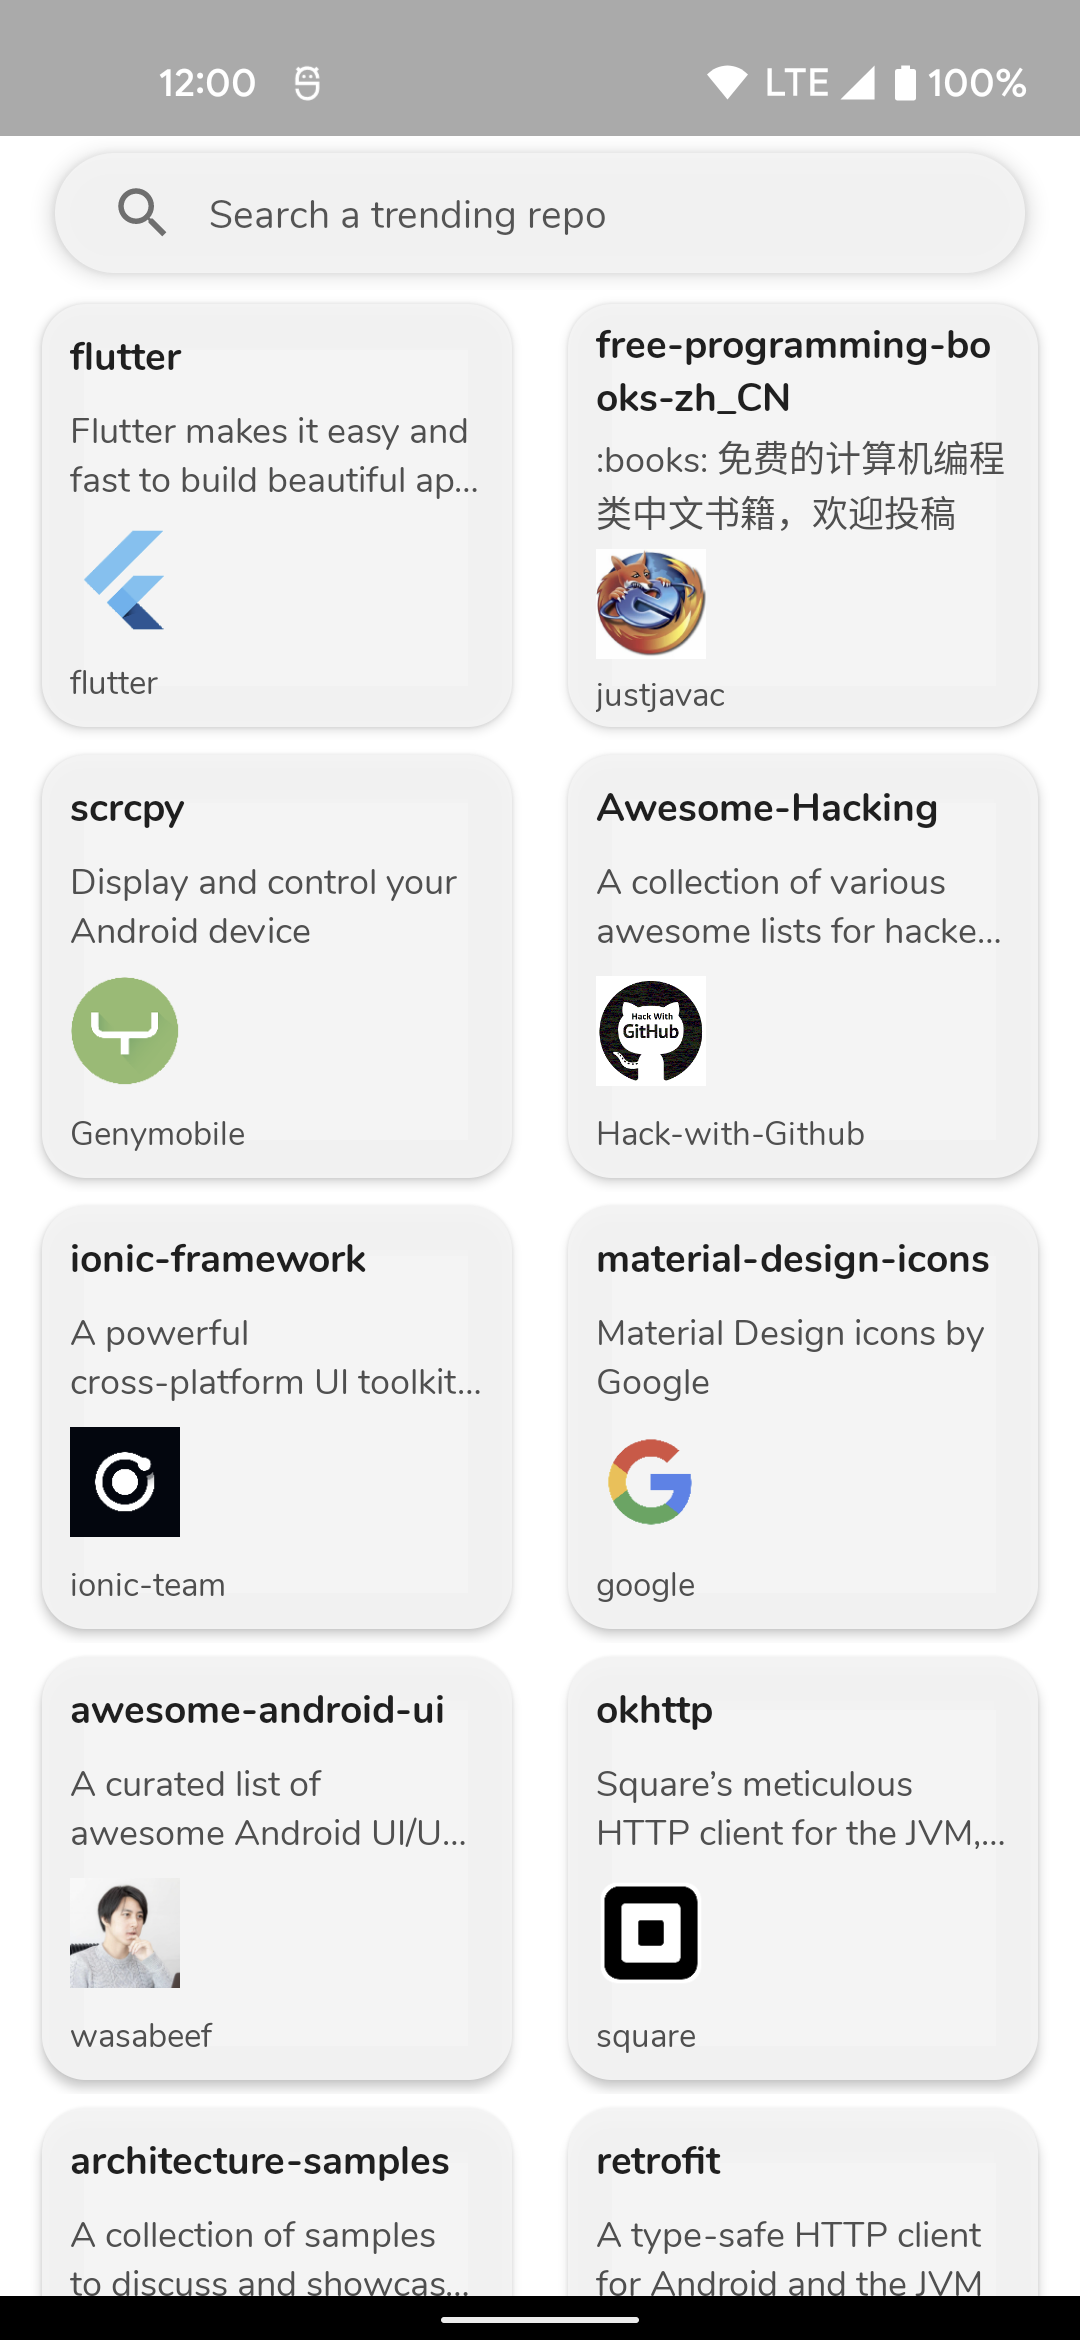 12:00
LTE 100%
Search a trending repo
flutter
Flutter makes it easy and
fast to build beautiful ap...
flutter
free-programming-bo
oks-zh_CN
:books: 免费的计算机编程
类中文书籍，欢迎投稿
justjavac
scrcpy
Display and control your
Android device
Genymobile
Awesome-Hacking
A collection of various
awesome lists for hacke...
Hack With
GitHub
Hack-with-Github
ionic-framework
A powerful
cross-platform UI toolkit...
ionic-team
material-design-icons
Material Design icons by
Google
google
awesome-android-ui
A curated list of
awesome Android UI/U...
wasabeef
okhttp
Square’s meticulous
HTTP client for the JVM,...
square
architecture-samples
A collection of samples
to discuss and showcas...
retrofit
A type-safe HTTP client
for Android and the JVM